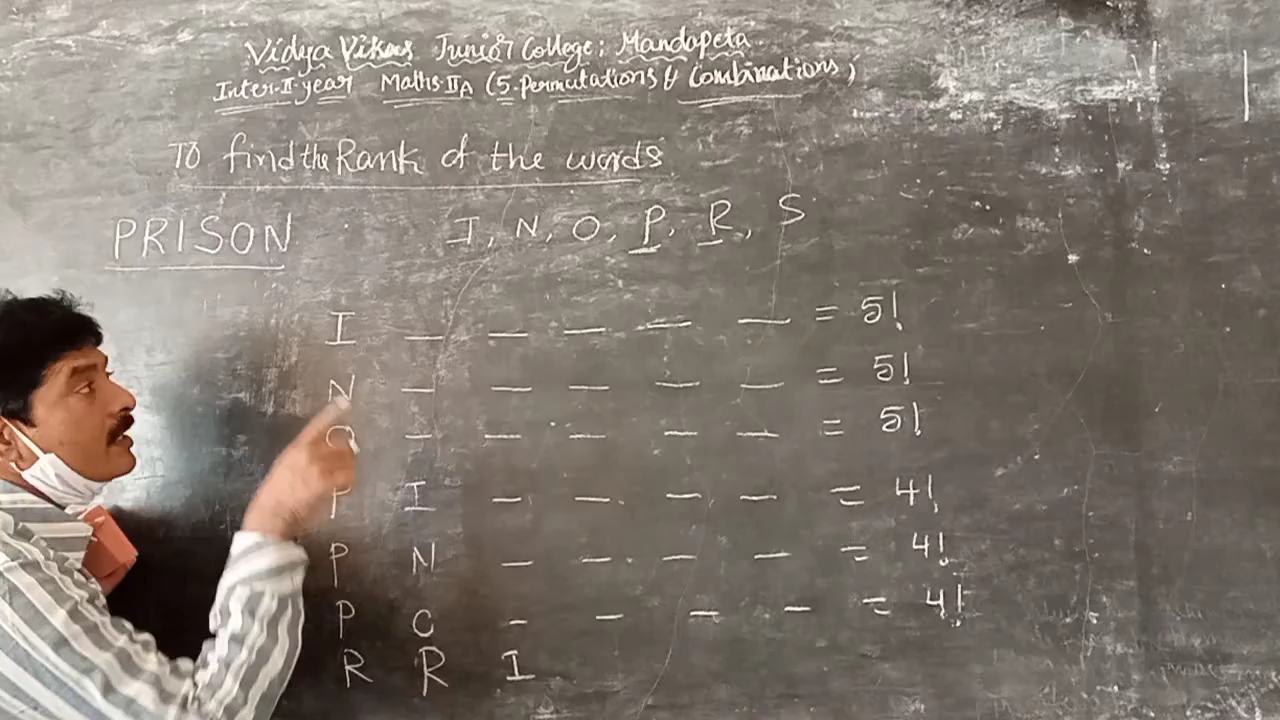 Vidya Vikas Junior College; Mandapeta.
Inter-II-year Maths-IIA (5.Permutations & Combinations)
To find the Rank of the words
PRISON I, N, O, P, R, S
I _ _ _ _ _ = 5!
N _ _ _ _ _ = 5!
O _ _ _ _ _ = 5!
P I _ _ _ _ = 4!
P N _ _ _ _ = 4!
P O _ _ _ _ = 4!
R R I